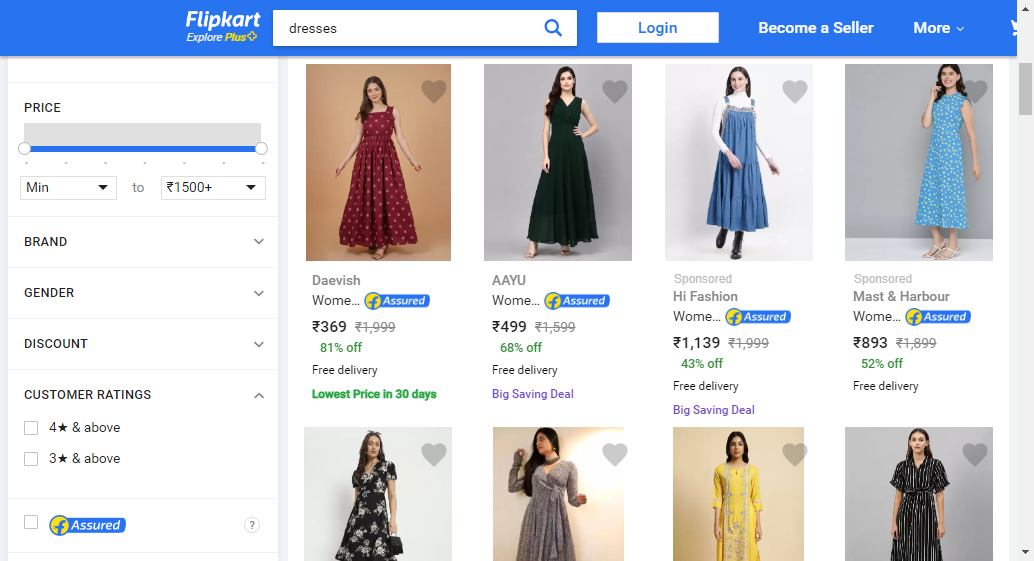 Flipkart
Explore Plus
dresses
Login
Become a Seller
More
PRICE
Min
to
₹1500+
BRAND
GENDER
DISCOUNT
CUSTOMER RATINGS
4★ & above
3★ & above
Assured
?
Daevish
Wome... Assured
₹369 ₹1,999
81% off
Free delivery
Lowest Price in 30 days
AAYU
Wome... Assured
₹499 ₹1,599
68% off
Free delivery
Big Saving Deal
Sponsored
Hi Fashion
Wome... Assured
₹1,139 ₹1,999
43% off
Free delivery
Big Saving Deal
Sponsored
Mast & Harbour
Wome... Assured
₹893 ₹1,899
52% off
Free delivery